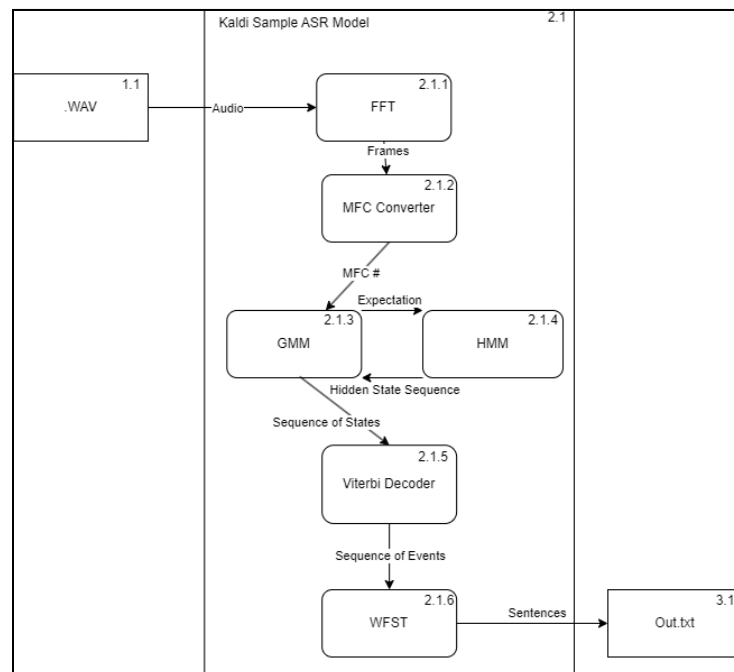 Kaldi Sample ASR Model
2.1
1.1
.WAV
Audio
2.1.1
FFT
Frames
2.1.2
MFC Converter
MFC #
2.1.3
GMM
Expectation
2.1.4
HMM
Hidden State Sequence
Sequence of States
2.1.5
Viterbi Decoder
Sequence of Events
2.1.6
WFST
Sentences
3.1
Out.txt